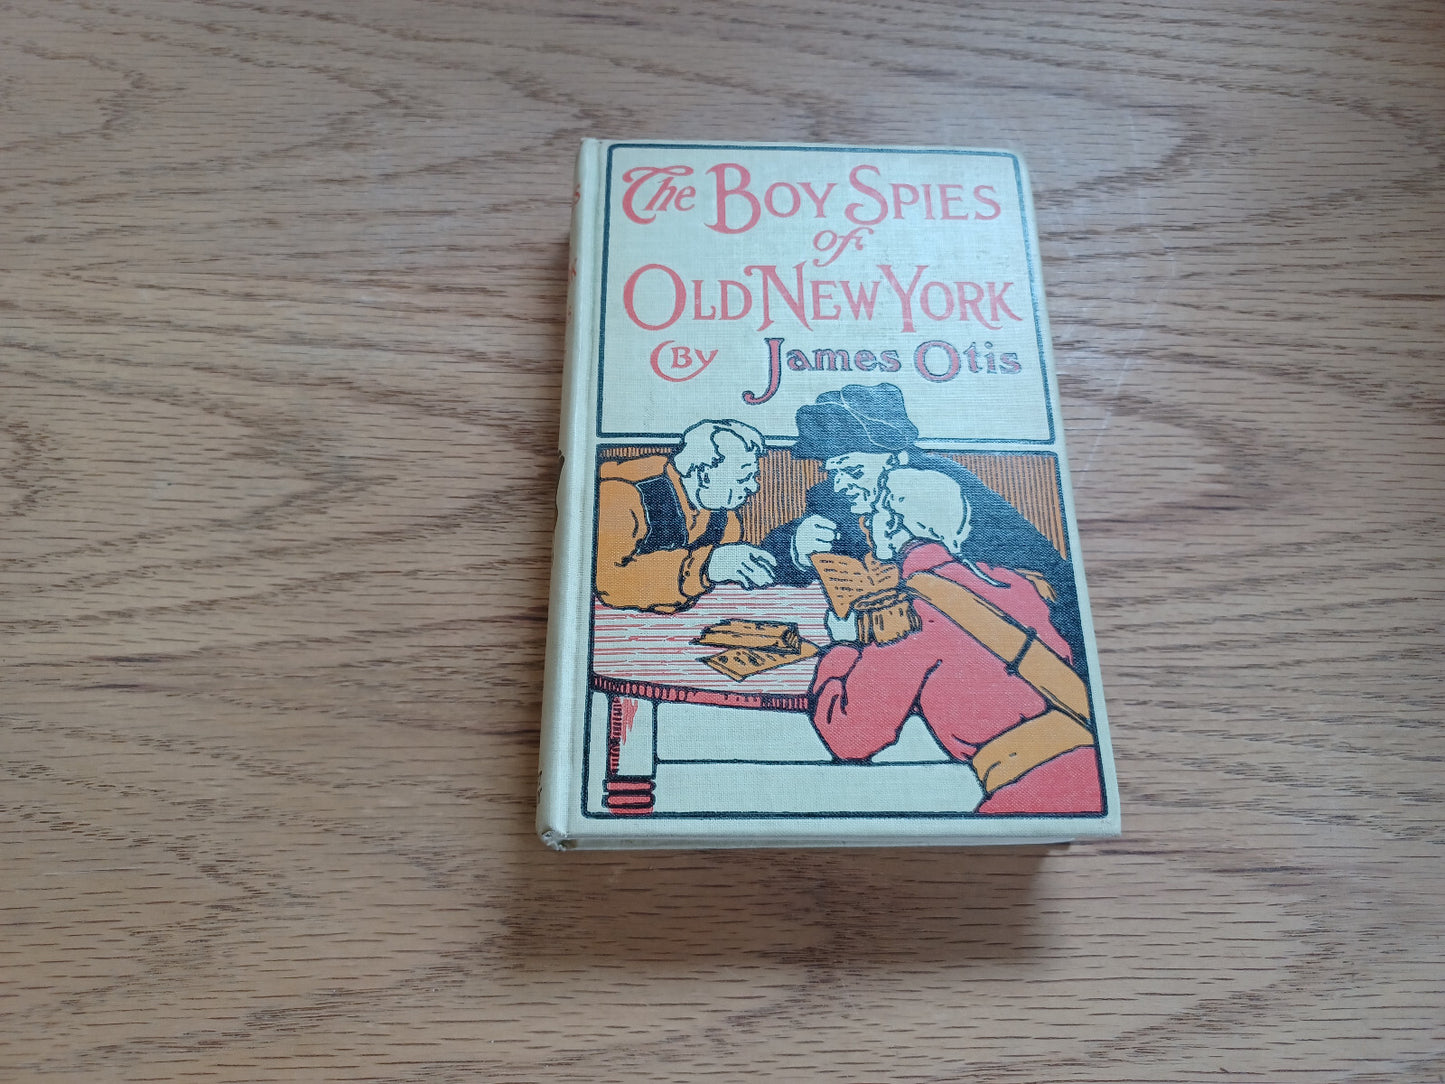 The BOY SPIES
of
OLD NEW YORK
BY James Otis